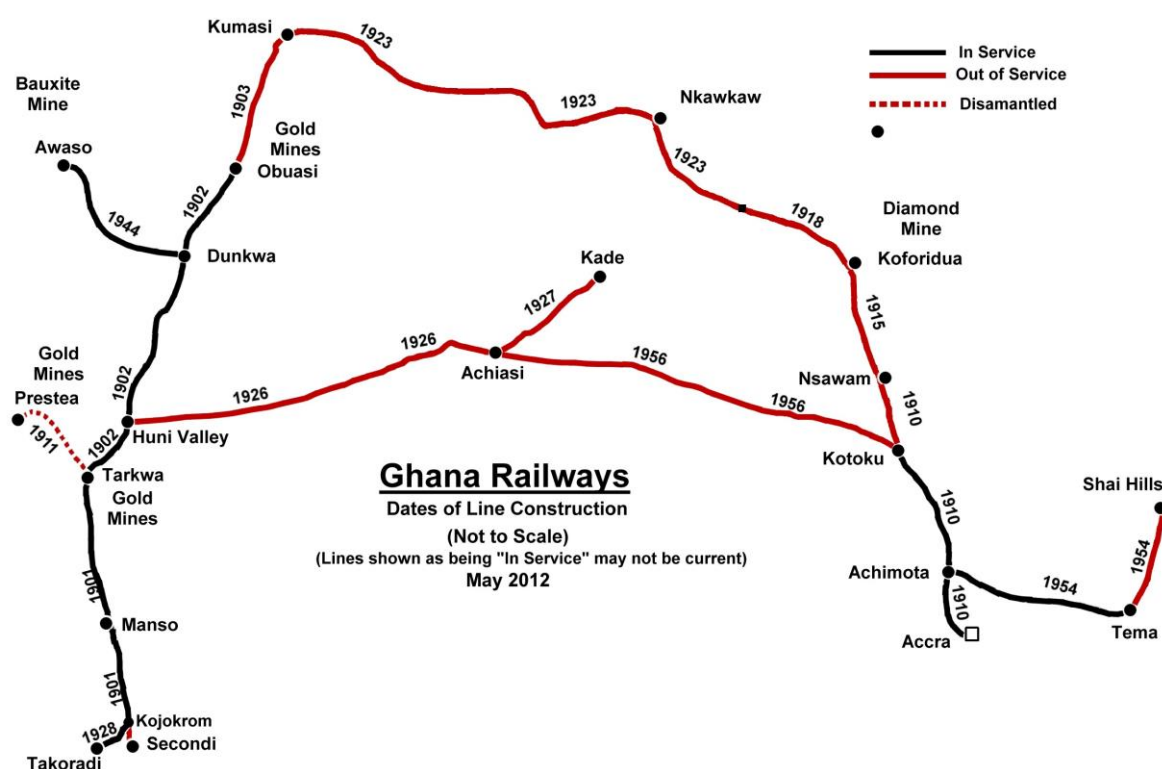 Kumasi
1923
In Service
Out of Service
Disamantled
Bauxite
Mine
1903
1923
Nkawkaw
Gold
Mines
Obuasi
Awaso
1902
1923
1944
1918
Diamond
Mine
Koforidua
Dunkwa
Kade
1927
1915
1926
Achiasi
1956
Nsawam
Gold
Mines
Prestea
1902
1926
1956
1910
1911
1902
Huni Valley
Kotoku
Tarkwa
Gold
Mines
Ghana Railways
Dates of Line Construction
(Not to Scale)
(Lines shown as being "In Service" may not be current)
May 2012
Shai Hills
1910
1954
Achimota
1954
1910
1901
Manso
Accra
Tema
1901
Kojokrom
1928
Secondi
Takoradi